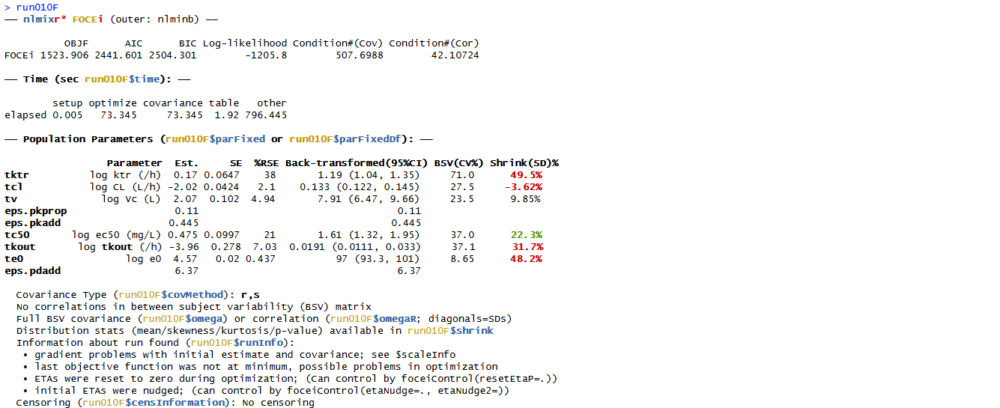 > run010F
── nlmixr² FOCEi (outer: nlminb) ──
OBJF AIC BIC Log-likelihood Condition#(Cov) Condition#(Cor)
FOCEi 1523.906 2441.601 2504.301 -1205.8 507.6988 42.10724
── Time (sec run010F$time): ──
setup optimize covariance table other
elapsed 0.005 73.345 73.345 1.92 796.445
── Population Parameters (run010F$parFixed or run010F$parFixedDf): ──
Parameter Est. SE %RSE Back-transformed(95%CI) BSV(CV%) Shrink(SD)%
tktr log ktr (/h) 0.17 0.0647 38 1.19 (1.04, 1.35) 71.0 49.5%
tcl log CL (L/h) -2.02 0.0424 2.1 0.133 (0.122, 0.145) 27.5 -3.62%
tv log Vc (L) 2.07 0.102 4.94 7.91 (6.47, 9.66) 23.5 9.85%
eps.pkprop 0.11 0.11
eps.pkadd 0.445 0.445
tc50 log ec50 (mg/L) 0.475 0.0997 21 1.61 (1.32, 1.95) 37.0 22.3%
tkout log tkout (/h) -3.96 0.278 7.03 0.0191 (0.0111, 0.033) 37.1 31.7%
te0 log e0 4.57 0.02 0.437 97 (93.3, 101) 8.65 48.2%
eps.pdadd 6.37 6.37
Covariance Type (run010F$covMethod): r,s
No correlations in between subject variability (BSV) matrix
Full BSV covariance (run010F$omega) or correlation (run010F$omegaR; diagonals=SDs)
Distribution stats (mean/skewness/kurtosis/p-value) available in run010F$shrink
Information about run found (run010F$runInfo):
• gradient problems with initial estimate and covariance; see $scaleInfo
• last objective function was not at minimum, possible problems in optimization
• ETAs were reset to zero during optimization; (Can control by foceiControl(resetEtaP=.))
• initial ETAs were nudged; (can control by foceiControl(etaNudge=., etaNudge2=))
Censoring (run010F$censInformation): No censoring